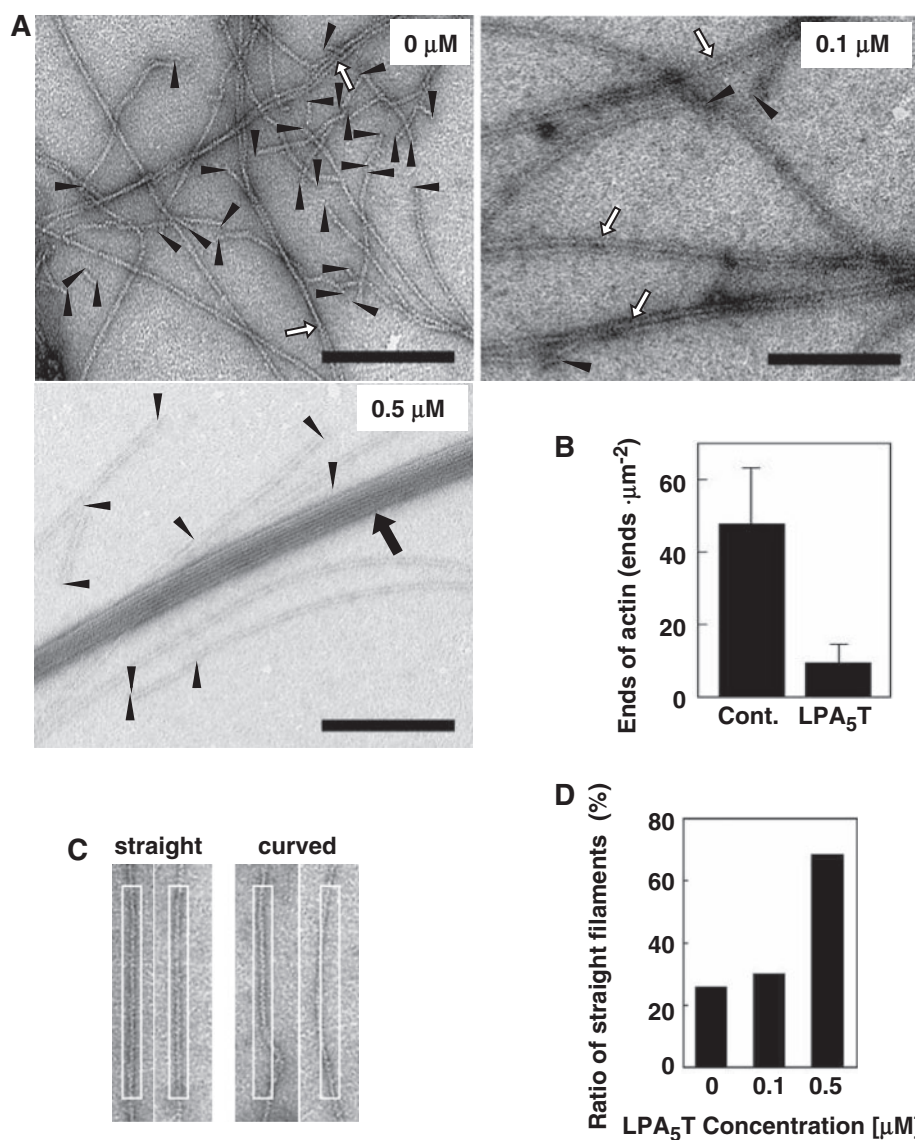 A
0 μM
0.1 μM
0.5 μM
B
Ends of actin (ends ·μm-2)
60
40
20
0
Cont. LPA5T
C
straight curved
D
Ratio of straight filaments (%)
80
60
40
20
0
0 0.1 0.5
LPA5T Concentration [μM]